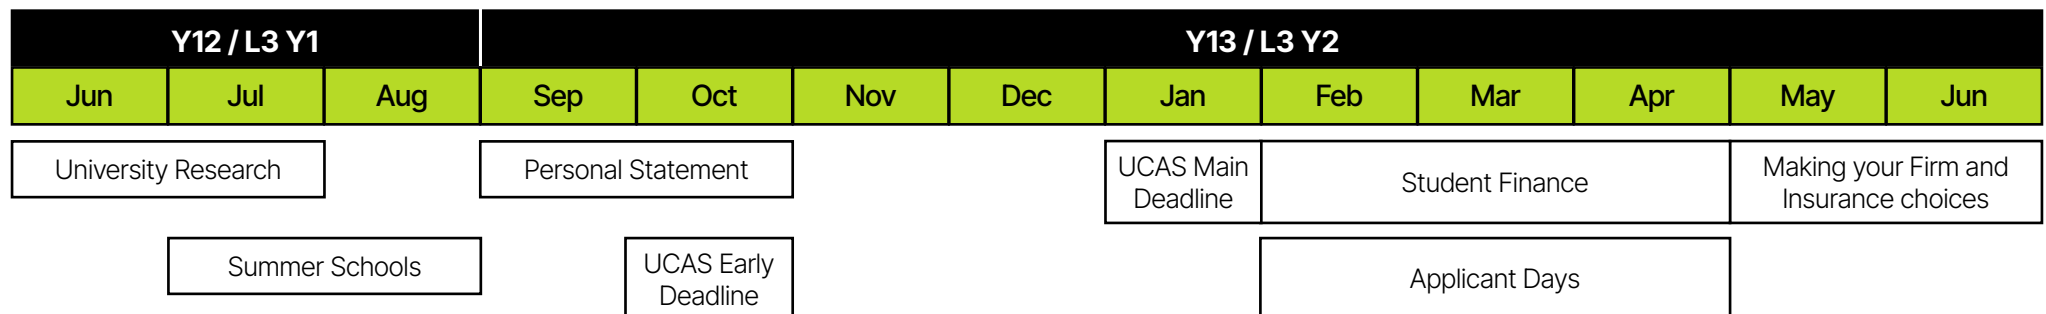 Y12 / L3 Y1 Y13 / L3 Y2
Jun Jul Aug Sep Oct Nov Dec Jan Feb Mar Apr May Jun
University Research
Personal Statement
UCAS Main
Deadline
Student Finance
Making your Firm and
Insurance choices
Summer Schools
UCAS Early
Deadline
Applicant Days